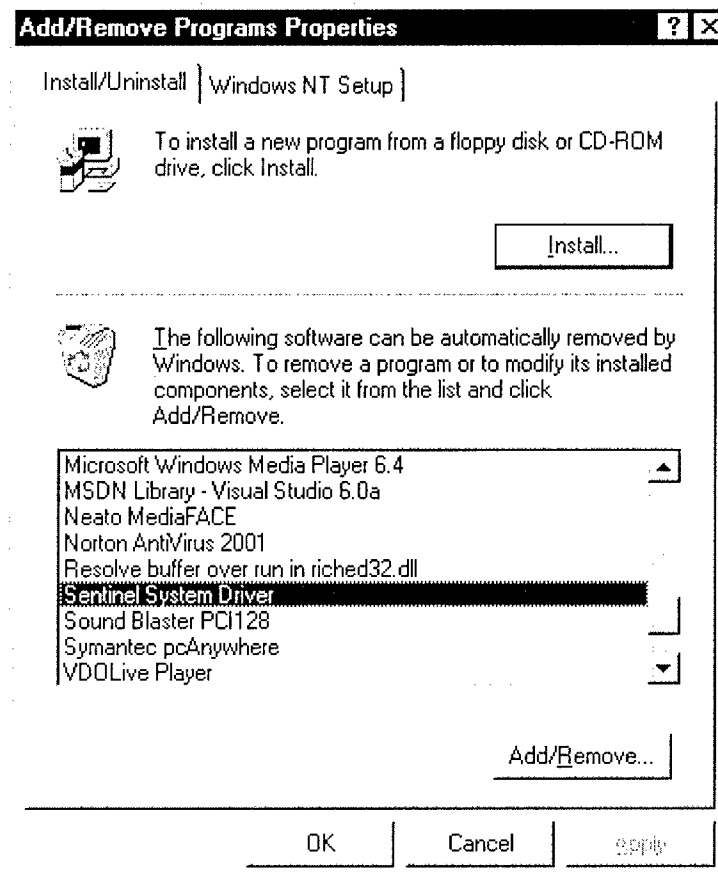 Add/Remove Programs Properties
? X
Install/Uninstall
Windows NT Setup
To install a new program from a floppy disk or CD-ROM
drive, click Install.
Install...
The following software can be automatically removed by
Windows. To remove a program or to modify its installed
components, select it from the list and click
Add/Remove.
Microsoft Windows Media Player 6.4
MSDN Library - Visual Studio 6.0a
Neato MediaFACE
Norton AntiVirus 2001
Resolve buffer over run in riched32.dll
Sentinel System Driver
Sound Blaster PCI128
Symantec pcAnywhere
VDOLive Player
Add/Remove...
OK
Cancel
Apply